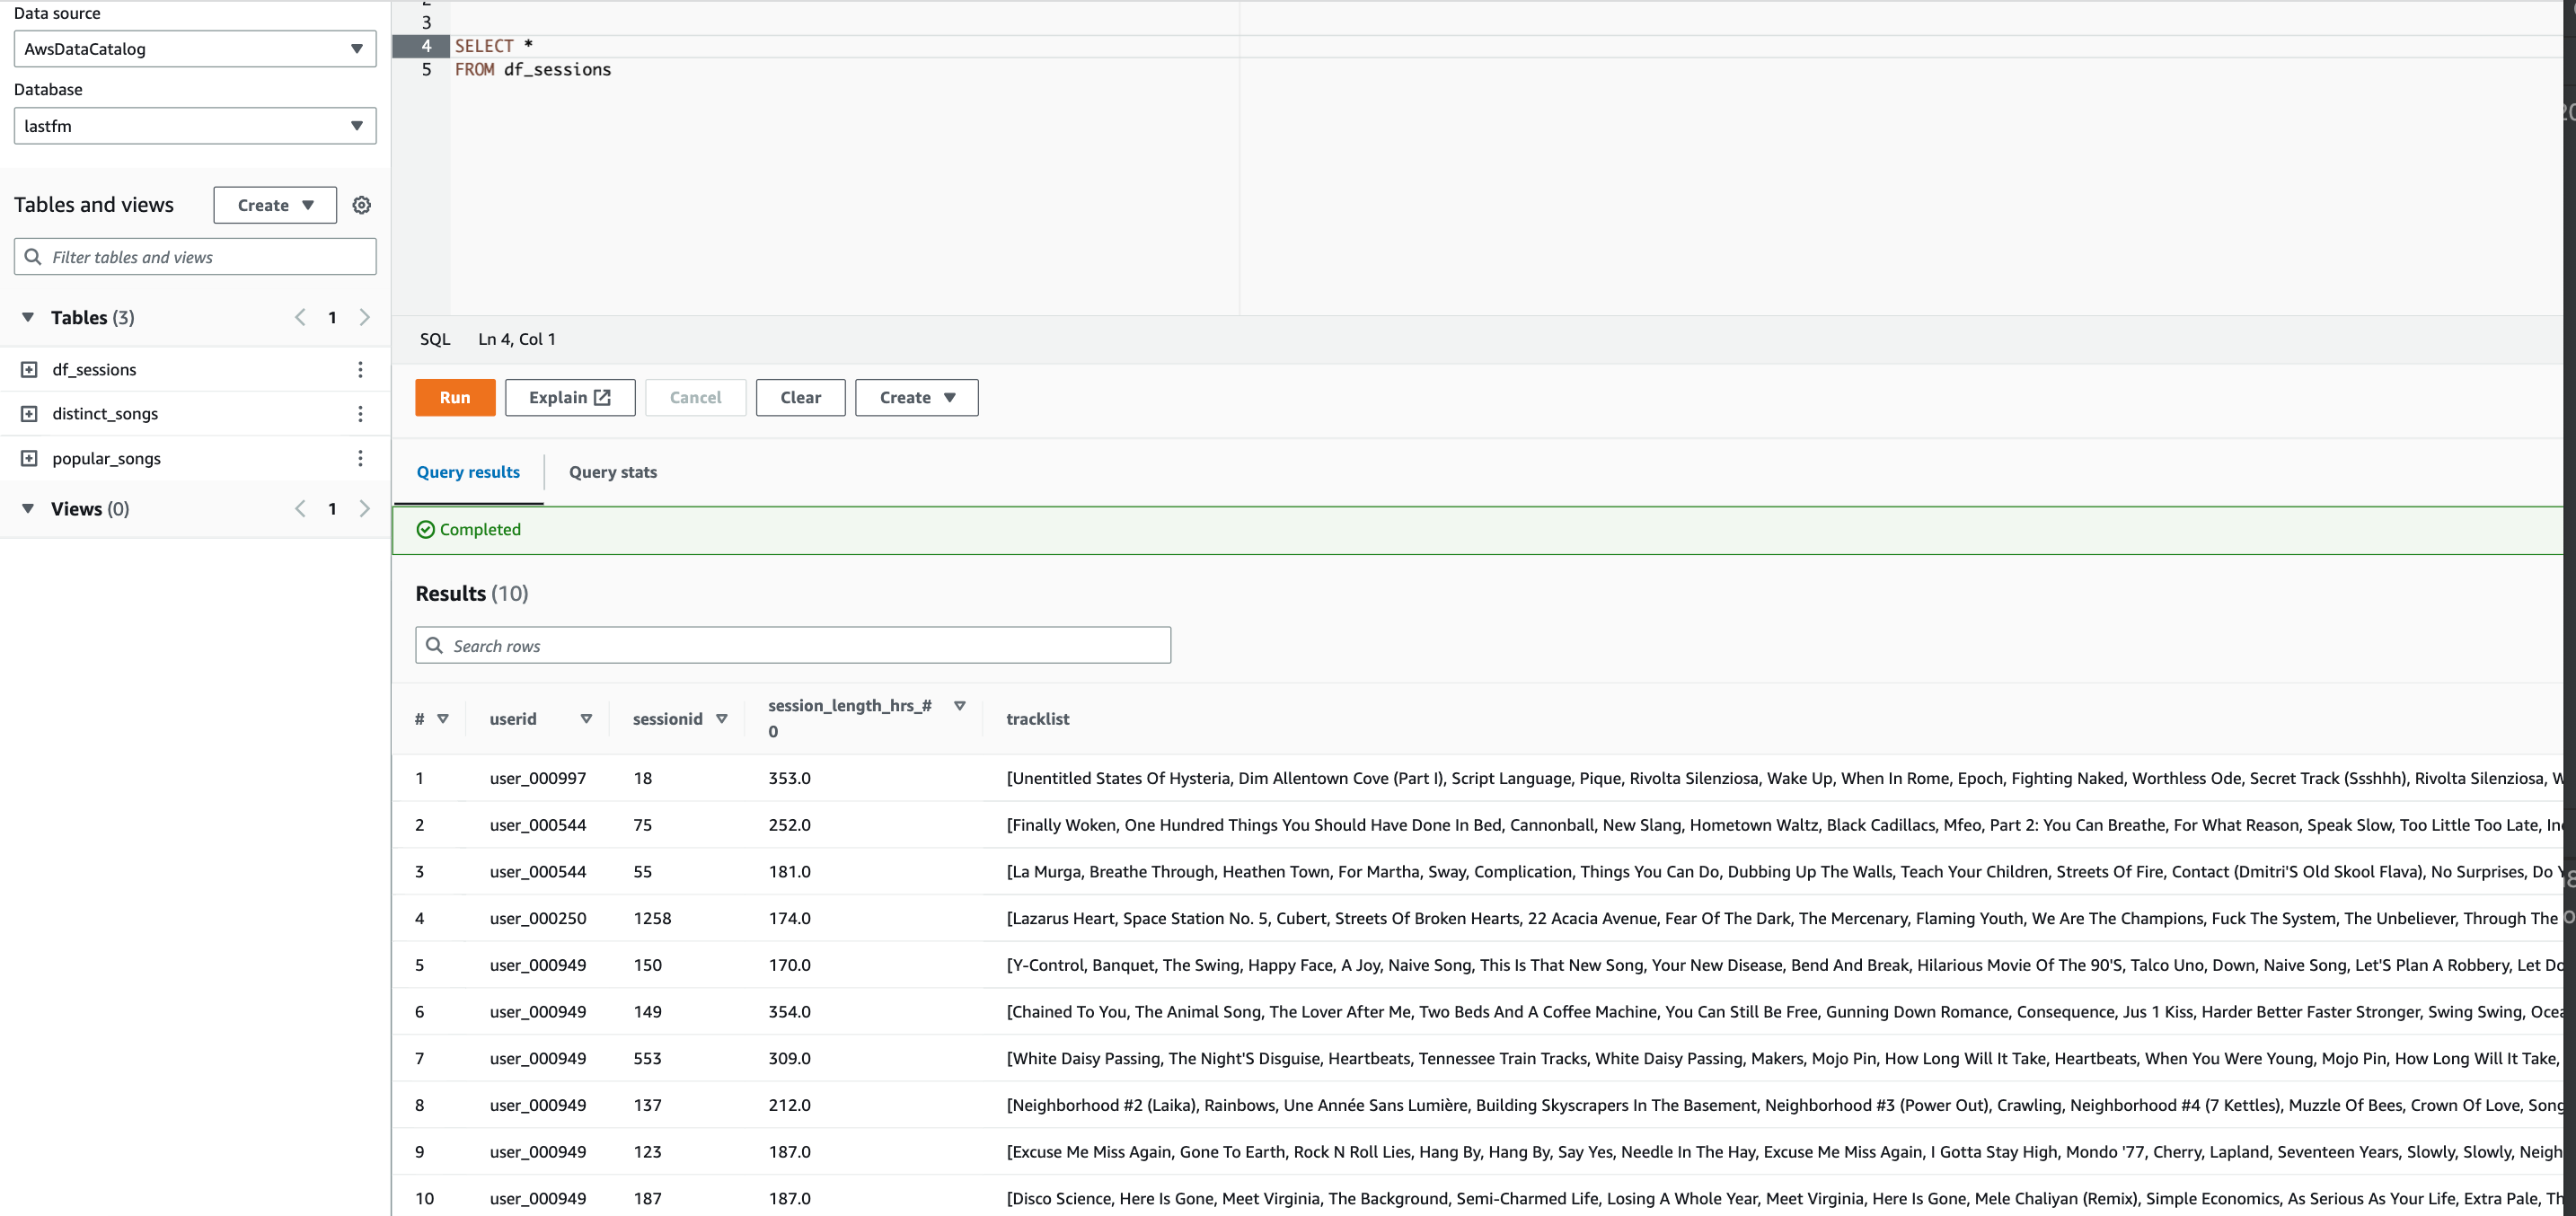 Data source
AwsDataCatalog
Database
lastfm
Tables and views
Create
Filter tables and views
Tables (3)
1
df_sessions
distinct_songs
popular_songs
Views (0)
1
3
4 SELECT *
5 FROM df_sessions
SQL Ln 4, Col 1
Run Explain Cancel Clear Create
Query results Query stats
Completed
Results (10)
Search rows
# userid sessionid session_length_hrs_#0 tracklist
1 user_000997 18 353.0 [Unentitled States Of Hysteria, Dim Allentown Cove (Part I), Script Language, Pique, Rivolta Silenziosa, Wake Up, When In Rome, Epoch, Fighting Naked, Worthless Ode, Secret Track (Ssshhh), Rivolta Silenziosa, W
2 user_000544 75 252.0 [Finally Woken, One Hundred Things You Should Have Done In Bed, Cannonball, New Slang, Hometown Waltz, Black Cadillacs, Mfeo, Part 2: You Can Breathe, For What Reason, Speak Slow, Too Little Too Late, In
3 user_000544 55 181.0 [La Murga, Breathe Through, Heathen Town, For Martha, Sway, Complication, Things You Can Do, Dubbing Up The Walls, Teach Your Children, Streets Of Fire, Contact (Dmitri'S Old Skool Flava), No Surprises, Do Y
4 user_000250 1258 174.0 [Lazarus Heart, Space Station No. 5, Cubert, Streets Of Broken Hearts, 22 Acacia Avenue, Fear Of The Dark, The Mercenary, Flaming Youth, We Are The Champions, Fuck The System, The Unbeliever, Through The
5 user_000949 150 170.0 [Y-Control, Banquet, The Swing, Happy Face, A Joy, Naive Song, This Is That New Song, Your New Disease, Bend And Break, Hilarious Movie Of The 90'S, Talco Uno, Down, Naive Song, Let'S Plan A Robbery, Let Do
6 user_000949 149 354.0 [Chained To You, The Animal Song, The Lover After Me, Two Beds And A Coffee Machine, You Can Still Be Free, Gunning Down Romance, Consequence, Jus 1 Kiss, Harder Better Faster Stronger, Swing Swing, Ocea
7 user_000949 553 309.0 [White Daisy Passing, The Night'S Disguise, Heartbeats, Tennessee Train Tracks, White Daisy Passing, Makers, Mojo Pin, How Long Will It Take, Heartbeats, When You Were Young, Mojo Pin, How Long Will It Take,
8 user_000949 137 212.0 [Neighborhood #2 (Laika), Rainbows, Une Année Sans Lumière, Building Skyscrapers In The Basement, Neighborhood #3 (Power Out), Crawling, Neighborhood #4 (7 Kettles), Muzzle Of Bees, Crown Of Love, Song
9 user_000949 123 187.0 [Excuse Me Miss Again, Gone To Earth, Rock N Roll Lies, Hang By, Hang By, Say Yes, Needle In The Hay, Excuse Me Miss Again, I Gotta Stay High, Mondo '77, Cherry, Lapland, Seventeen Years, Slowly, Slowly, Neigh
10 user_000949 187 187.0 [Disco Science, Here Is Gone, Meet Virginia, The Background, Semi-Charmed Life, Losing A Whole Year, Meet Virginia, Here Is Gone, Mele Chaliyan (Remix), Simple Economics, As Serious As Your Life, Extra Pale, Th